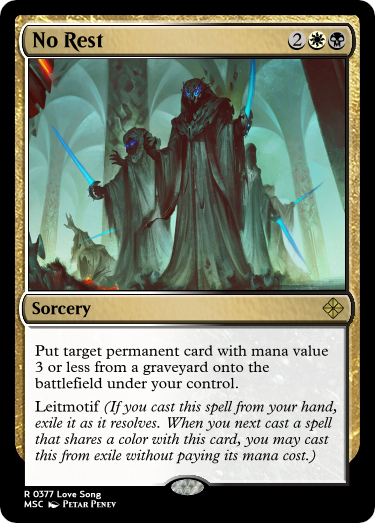 No Rest
2
Sorcery
Put target permanent card with mana value
3 or less from a graveyard onto the
battlefield under your control.
Leitmotif (If you cast this spell from your hand,
exile it as it resolves. When you next cast a spell
that shares a color with this card, you may cast
this from exile without paying its mana cost.)
R 0377 Love Song
MSC Petar Penev